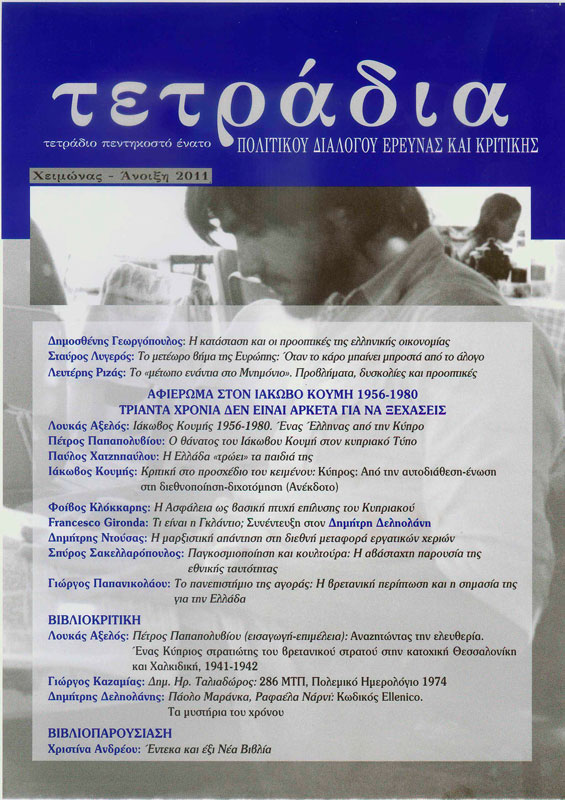 τετράδια
τετράδιο πεντηκοστό ένατο
ΠΟΛΙΤΙΚΟΥ ΔΙΑΛΟΓΟΥ ΕΡΕΥΝΑΣ ΚΑΙ ΚΡΙΤΙΚΗΣ
Χειμώνας - Άνοιξη 2011
Δημοσθένης Γεωργόπουλος: Η κατάσταση και οι προοπτικές της ελληνικής οικονομίας
Σταύρος Λυγερός: Το μετέωρο βήμα της Ευρώπης: Όταν το κάρο μπαίνει μπροστά από το άλογο
Λευτέρης Ριζάς: Το «μέτωπο ενάντια στο Μνημόνιο». Προβλήματα, δυσκολίες και προοπτικές
ΑΦΙΕΡΩΜΑ ΣΤΟΝ ΙΑΚΩΒΟ ΚΟΥΜΗ 1956-1980
ΤΡΙΑΝΤΑ ΧΡΟΝΙΑ ΔΕΝ ΕΙΝΑΙ ΑΡΚΕΤΑ ΓΙΑ ΝΑ ΞΕΧΑΣΕΙΣ
Λουκάς Αξελός: Ιάκωβος Κουμής 1956-1980. Ένας Έλληνας από την Κύπρο
Πέτρος Παπαπολυβίου: Ο θάνατος του Ιάκωβου Κουμή στον κυπριακό Τύπο
Παύλος Χατζηπαύλου: Η Ελλάδα «τρώει» τα παιδιά της
Ιάκωβος Κουμής: Κριτική στο προσχέδιο του κειμένου: Κύπρος: Από την αυτοδιάθεση-ένωση
στη διεθνοποίηση-διχοτόμηση (Ανέκδοτο)
Φοίβος Κλόκκαρης: Η Ασφάλεια ως βασική πτυχή επίλυσης του Κυπριακού
Francesco Gironda: Τι είναι η Γκλάντιο; Συνέντευξη στον Δημήτρη Δεληολάνη
Δημήτρης Ντούσας: Η μαρξιστική απάντηση στη διεθνή μεταφορά εργατικών χεριών
Σπύρος Σακελλαρόπουλος: Παγκοσμιοποίηση και κουλτούρα: Η αβάσταχτη παρουσία της
εθνικής ταυτότητας
Γιώργος Παπανικολάου: Το πανεπιστήμιο της αγοράς: Η βρετανική περίπτωση και η σημασία της
για την Ελλάδα
ΒΙΒΛΙΟΚΡΙΤΙΚΗ
Λουκάς Αξελός: Πέτρος Παπαπολυβίου (εισαγωγή-επιμέλεια): Αναζητώντας την ελευθερία.
Ένας Κύπριος στρατιώτης του βρετανικού στρατού στην κατοχική Θεσσαλονίκη
και Χαλκιδική, 1941-1942
Γιώργος Καζαμίας: Δημ. Ηρ. Ταλιαδώρος: 286 ΜΤΠ, Πολεμικό Ημερολόγιο 1974
Δημήτρης Δεληολάνης: Πάολο Μαράνκα, Ραφαέλα Νάρνί: Κωδικός Ellenico.
Τα μυστήρια του χρόνου
ΒΙΒΛΙΟΠΑΡΟΥΣΙΑΣΗ
Χριστίνα Ανδρέου: Έντεκα και έξι Νέα Βιβλία